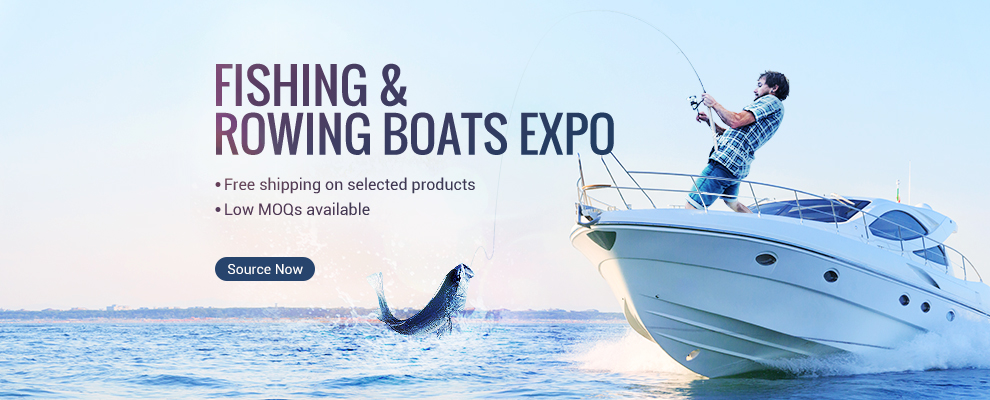 FISHING &
ROWING BOATS EXPO
• Free shipping on selected products
• Low MOQs available
Source Now